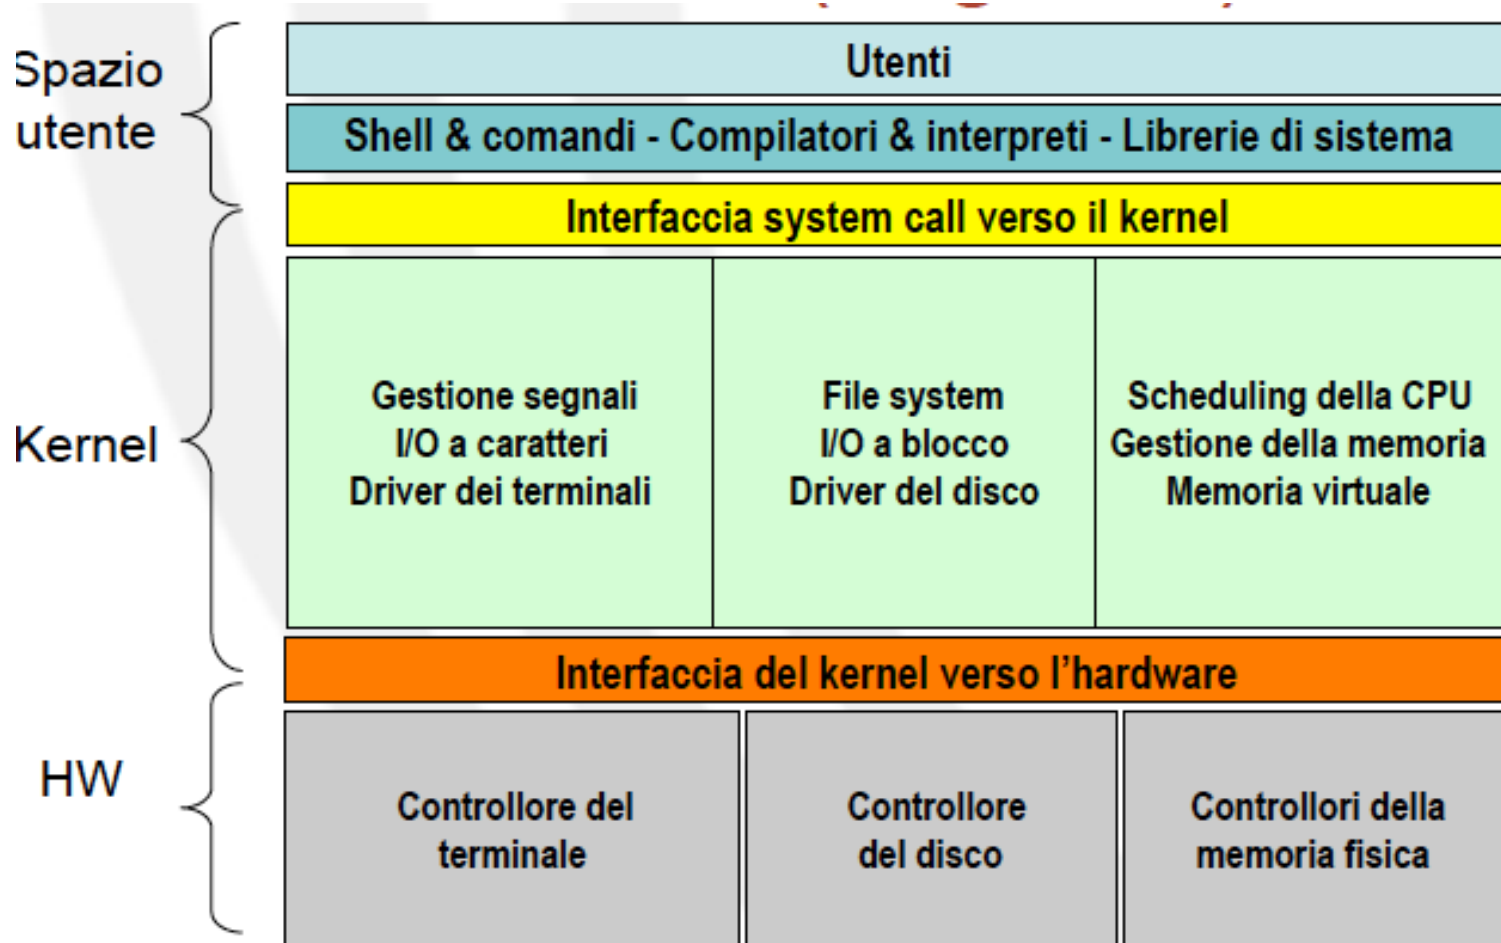 Spazio
utente
Utenti
Shell & comandi - Compilatori & interpreti - Librerie di sistema
Kernel
Interfaccia system call verso il kernel
Gestione segnali
I/O a caratteri
Driver dei terminali
File system
I/O a blocco
Driver del disco
Scheduling della CPU
Gestione della memoria
Memoria virtuale
Interfaccia del kernel verso l'hardware
HW
Controllore del
terminale
Controllore
del disco
Controllori della
memoria fisica